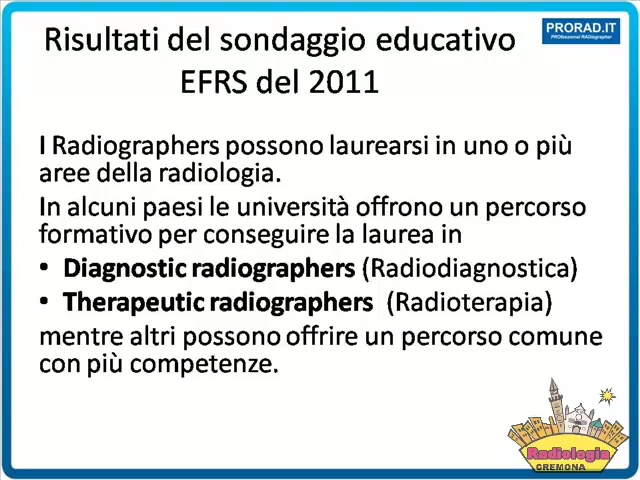 Risultati del sondaggio educativo
EFRS del 2011
PRORAD.IT
PROfessional RADiographer
I Radiographers possono laurearsi in uno o più
aree della radiologia.
In alcuni paesi le università offrono un percorso
formativo per conseguire la laurea in
• Diagnostic radiographers (Radiodiagnostica)
• Therapeutic radiographers (Radioterapia)
mentre altri possono offrire un percorso comune
con più competenze.
Radiologia
CREMONA